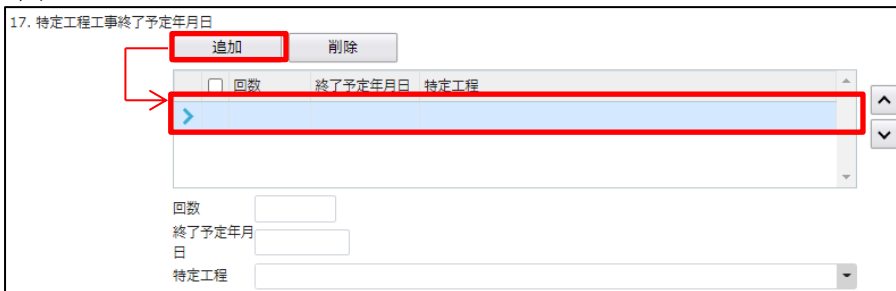 17. 特定工程工事終了予定年月日
追加 削除
回数 終了予定年月日 特定工程
回数
終了予定年月
日
特定工程